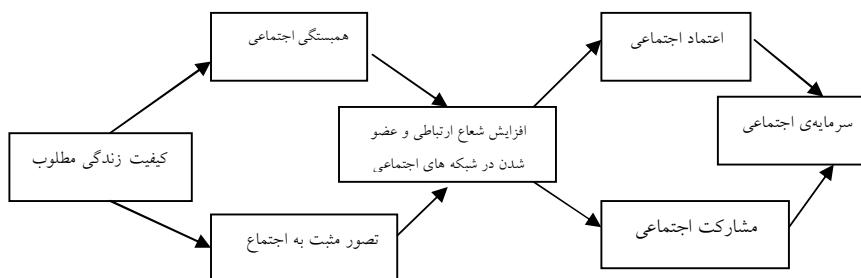 همبستگی اجتماعی
اعتماد اجتماعی
افزایش شعاع ارتباطی و عضو
شدن در شبکه های اجتماعی
سرمایه‌ی اجتماعی
کیفیت زندگی مطلوب
تصور مثبت به اجتماع
مشارکت اجتماعی